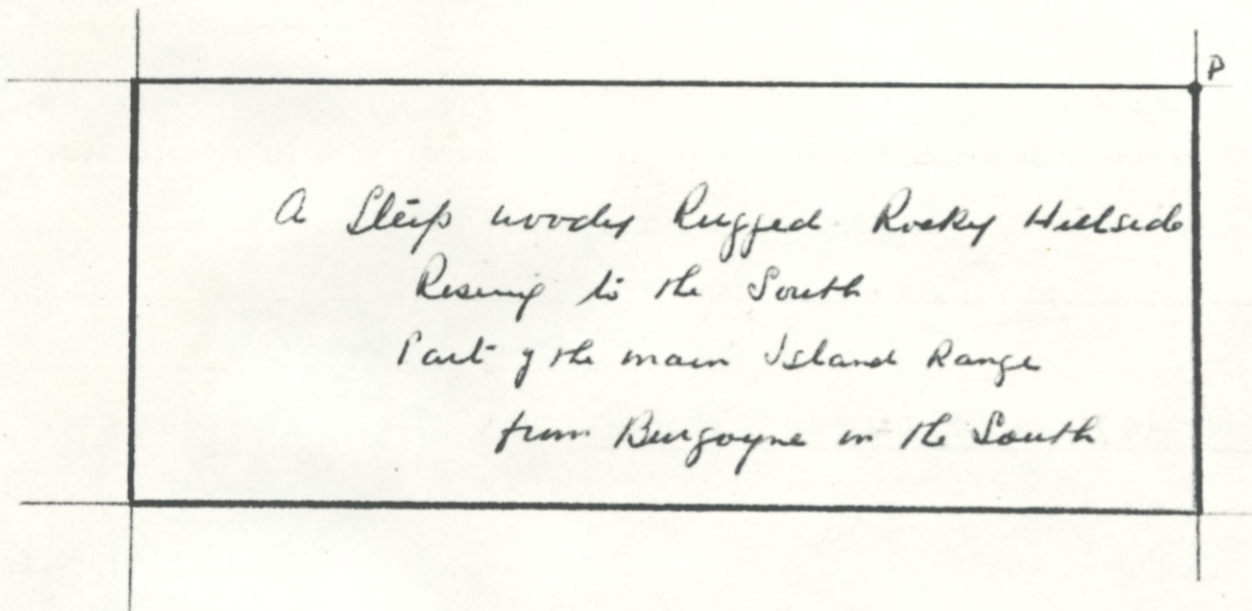 P
A Steep woody Rugged Rocky Hillside
Rising to the South
Part of the main Island Range
from Burgoyne in the South